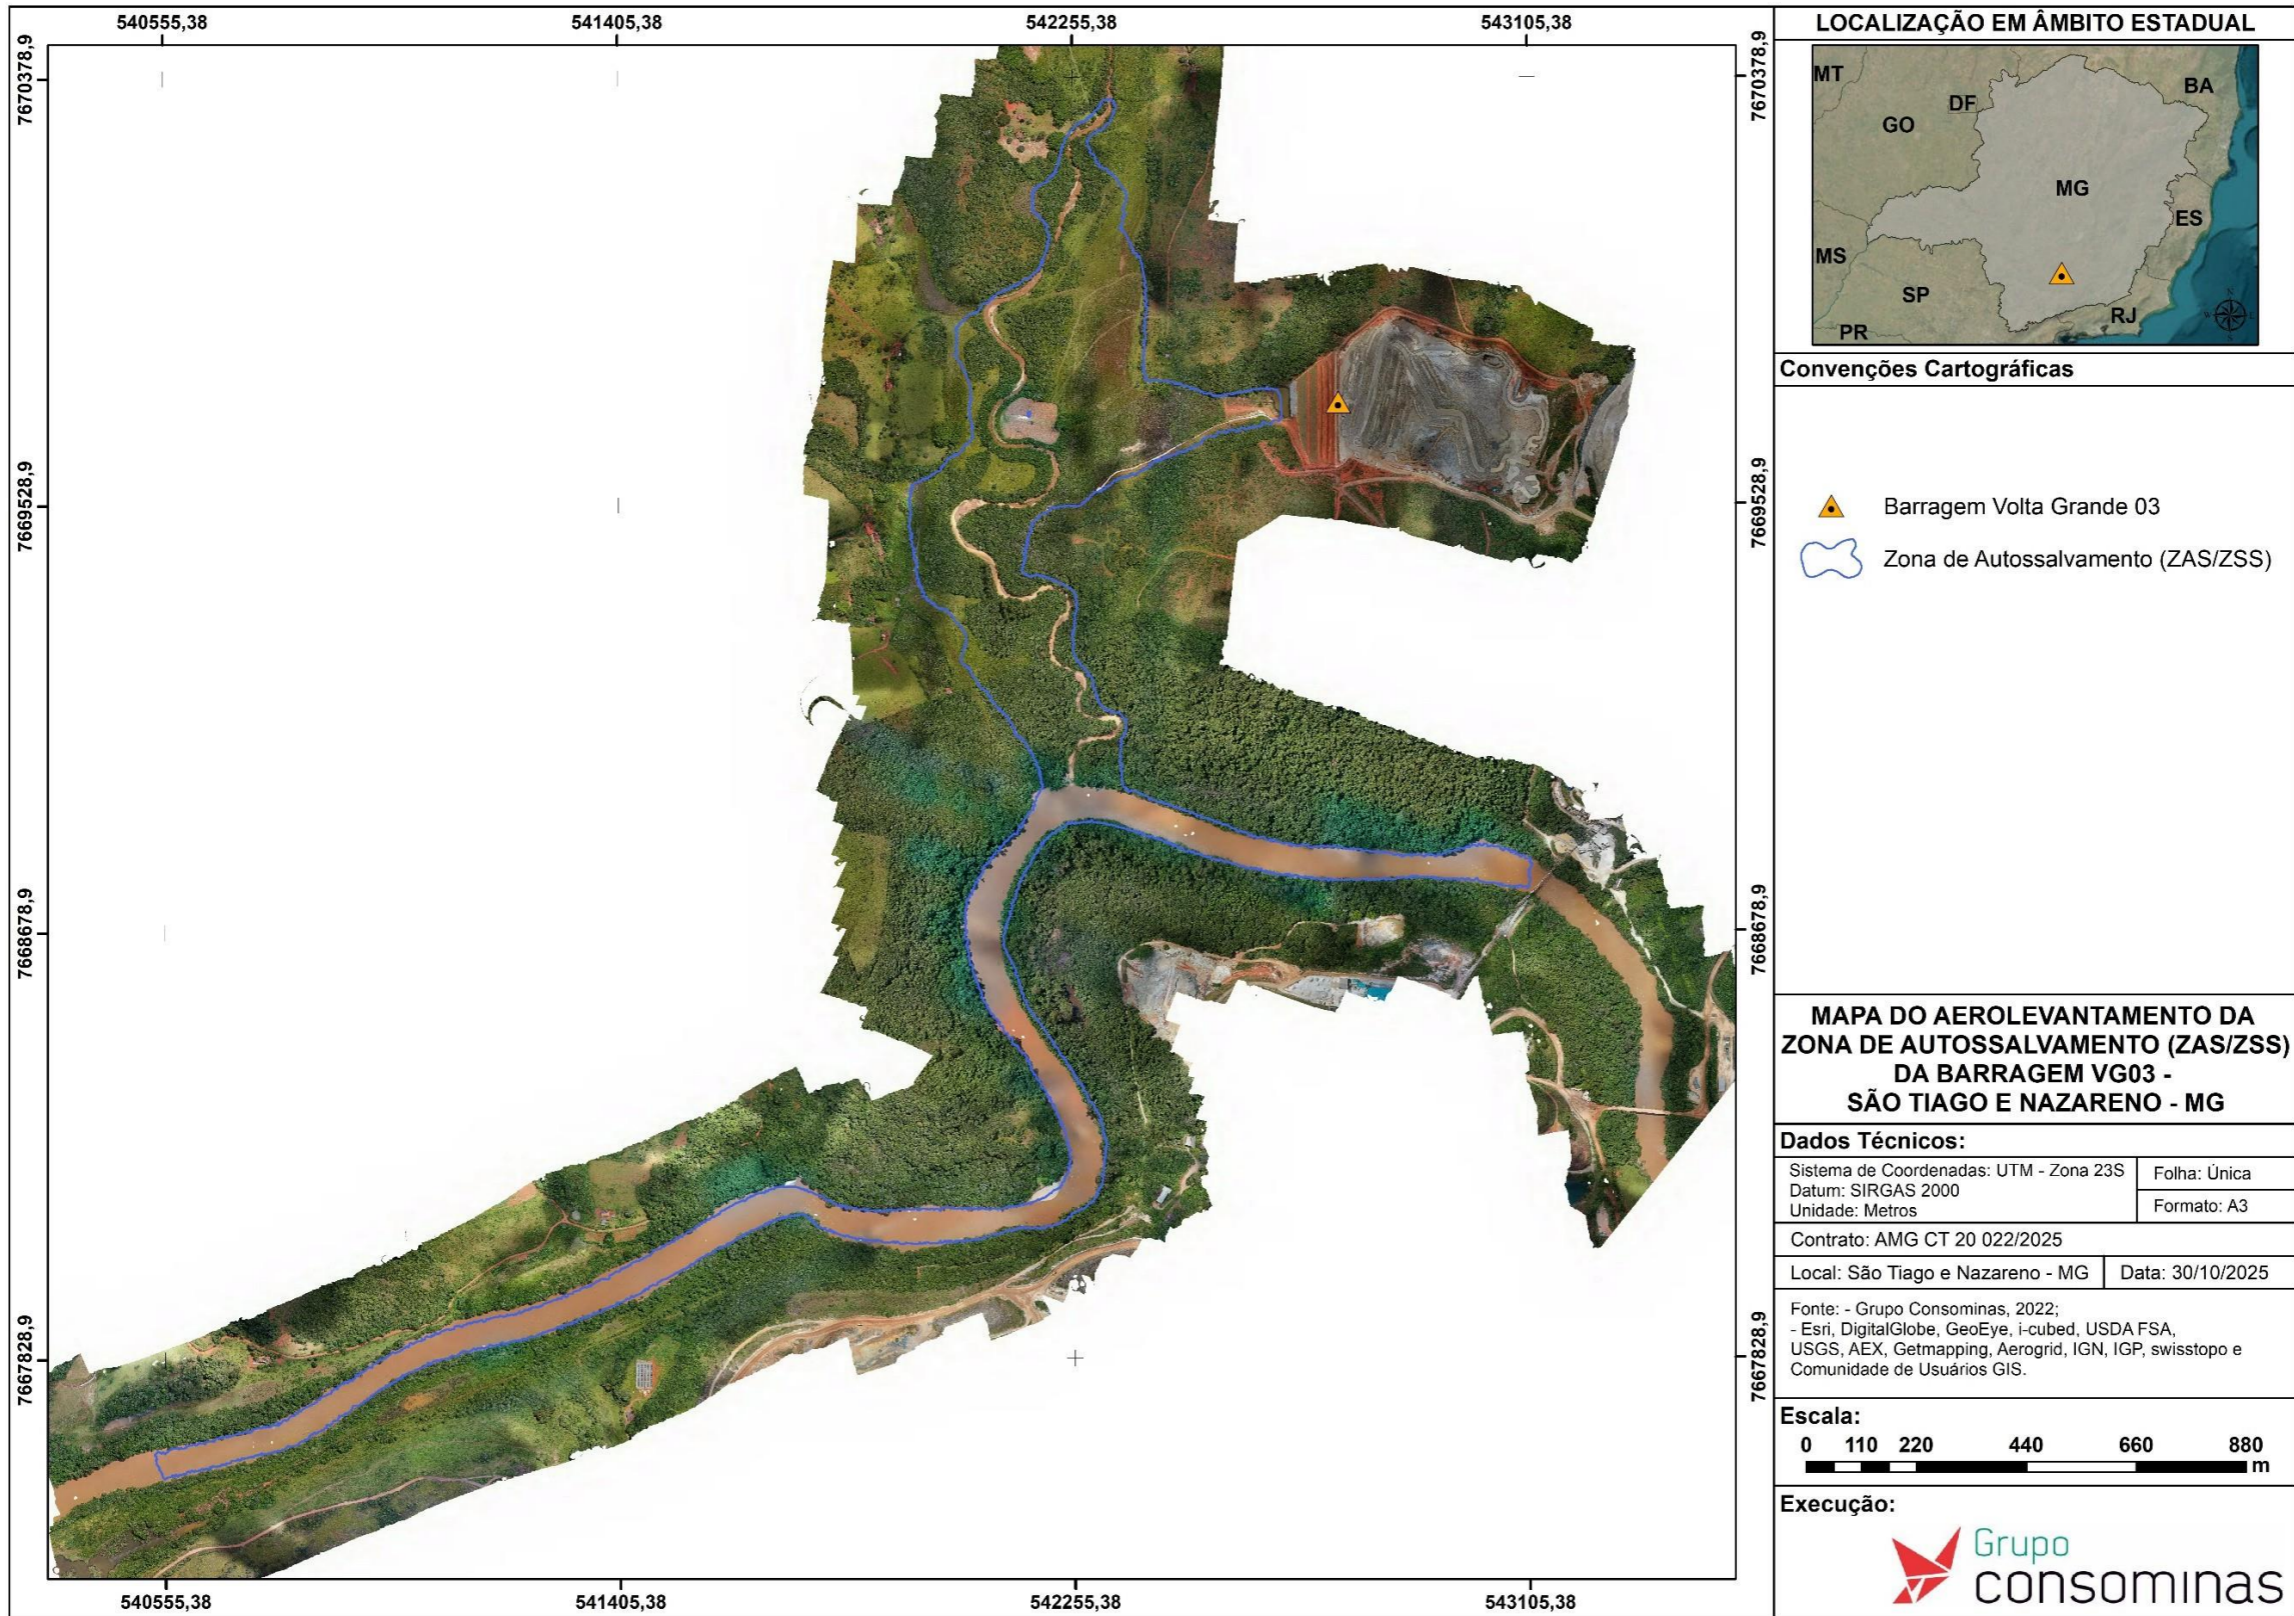 540555,38
541405,38
542255,38
543105,38
7670378,9
7669528,9
7668678,9
7667828,9
7670378,9
7669528,9
7668678,9
7667828,9
540555,38
541405,38
542255,38
543105,38
LOCALIZAÇÃO EM ÂMBITO ESTADUAL
MT
BA
DF
GO
MG
ES
MS
SP
RJ
PR
N
Convenções Cartográficas
Barragem Volta Grande 03
Zona de Autossalvamento (ZAS/ZSS)
MAPA DO AEROLEVANTAMENTO DA
ZONA DE AUTOSSALVAMENTO (ZAS/ZSS)
DA BARRAGEM VG03 -
SÃO TIAGO E NAZARENO - MG
Dados Técnicos:
Sistema de Coordenadas: UTM - Zona 23S
Datum: SIRGAS 2000
Unidade: Metros
Folha: Única
Formato: A3
Contrato: AMG CT 20 022/2025
Local: São Tiago e Nazareno - MG
Data: 30/10/2025
Fonte: - Grupo Consominas, 2022;
- Esri, DigitalGlobe, GeoEye, i-cubed, USDA FSA,
USGS, AEX, Getmapping, Aerogrid, IGN, IGP, swisstopo e
Comunidade de Usuários GIS.
Escala:
0 110 220 440 660 880
m
Execução:
Grupo
consominas